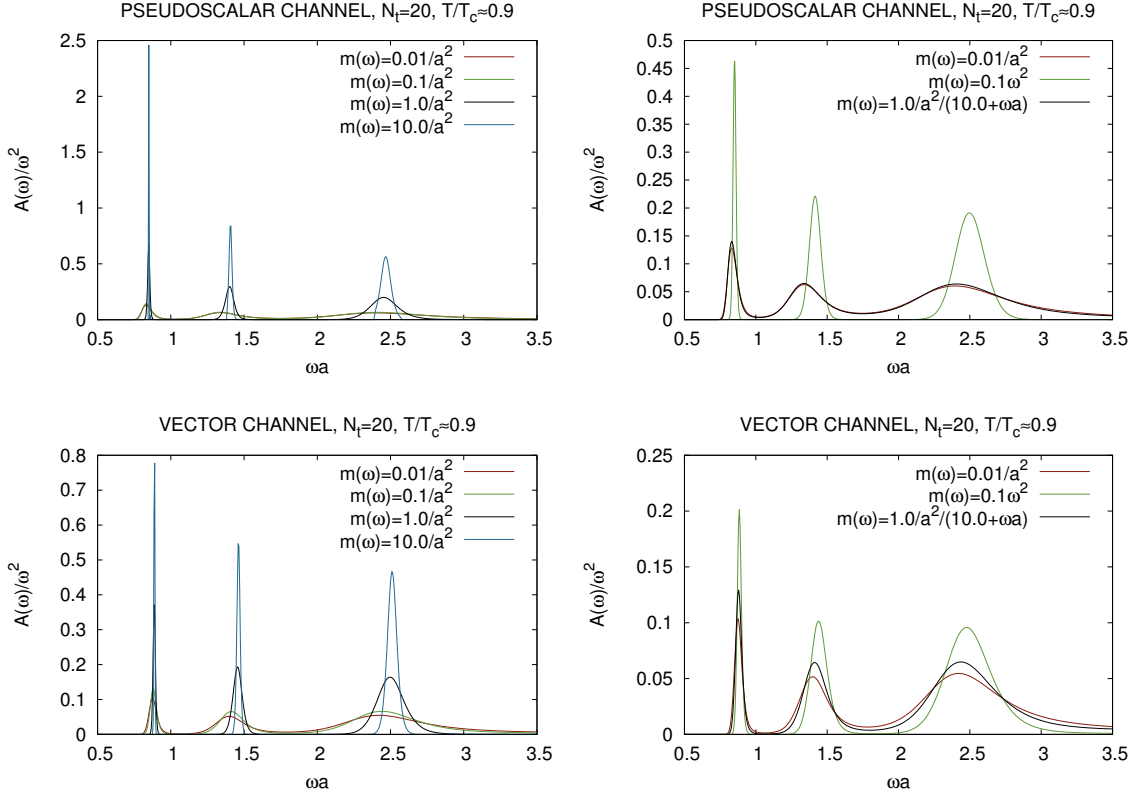 PSEUDOSCALAR CHANNEL, Nₜ=20, T/T_c≈0.9
m(ω)=0.01/a²
m(ω)=0.1/a²
m(ω)=1.0/a²
m(ω)=10.0/a²
A(ω)/ω²
2.5
2
1.5
1
0.5
0
0.5 1 1.5 2 2.5 3 3.5
ωa
PSEUDOSCALAR CHANNEL, Nₜ=20, T/T_c≈0.9
m(ω)=0.01/a²
m(ω)=0.1ω²
m(ω)=1.0/a²/(10.0+ωa)
A(ω)/ω²
0.5
0.45
0.4
0.35
0.3
0.25
0.2
0.15
0.1
0.05
0
0.5 1 1.5 2 2.5 3 3.5
ωa
VECTOR CHANNEL, Nₜ=20, T/T_c≈0.9
m(ω)=0.01/a²
m(ω)=0.1/a²
m(ω)=1.0/a²
m(ω)=10.0/a²
A(ω)/ω²
0.8
0.7
0.6
0.5
0.4
0.3
0.2
0.1
0
0.5 1 1.5 2 2.5 3 3.5
ωa
VECTOR CHANNEL, Nₜ=20, T/T_c≈0.9
m(ω)=0.01/a²
m(ω)=0.1ω²
m(ω)=1.0/a²/(10.0+ωa)
A(ω)/ω²
0.25
0.2
0.15
0.1
0.05
0
0.5 1 1.5 2 2.5 3 3.5
ωa